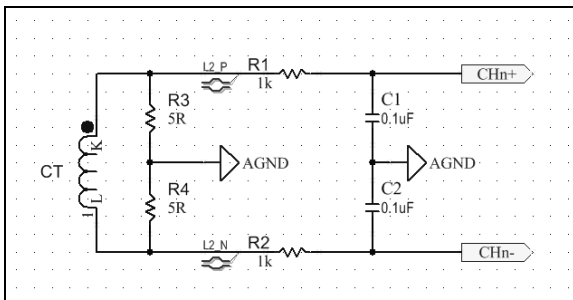 L2_P
R1
1k
CHn+
R3
5R
C1
0.1uF
K
AGND
AGND
CT
R4
5R
C2
0.1uF
1
L
L2_N
R2
1k
CHn-